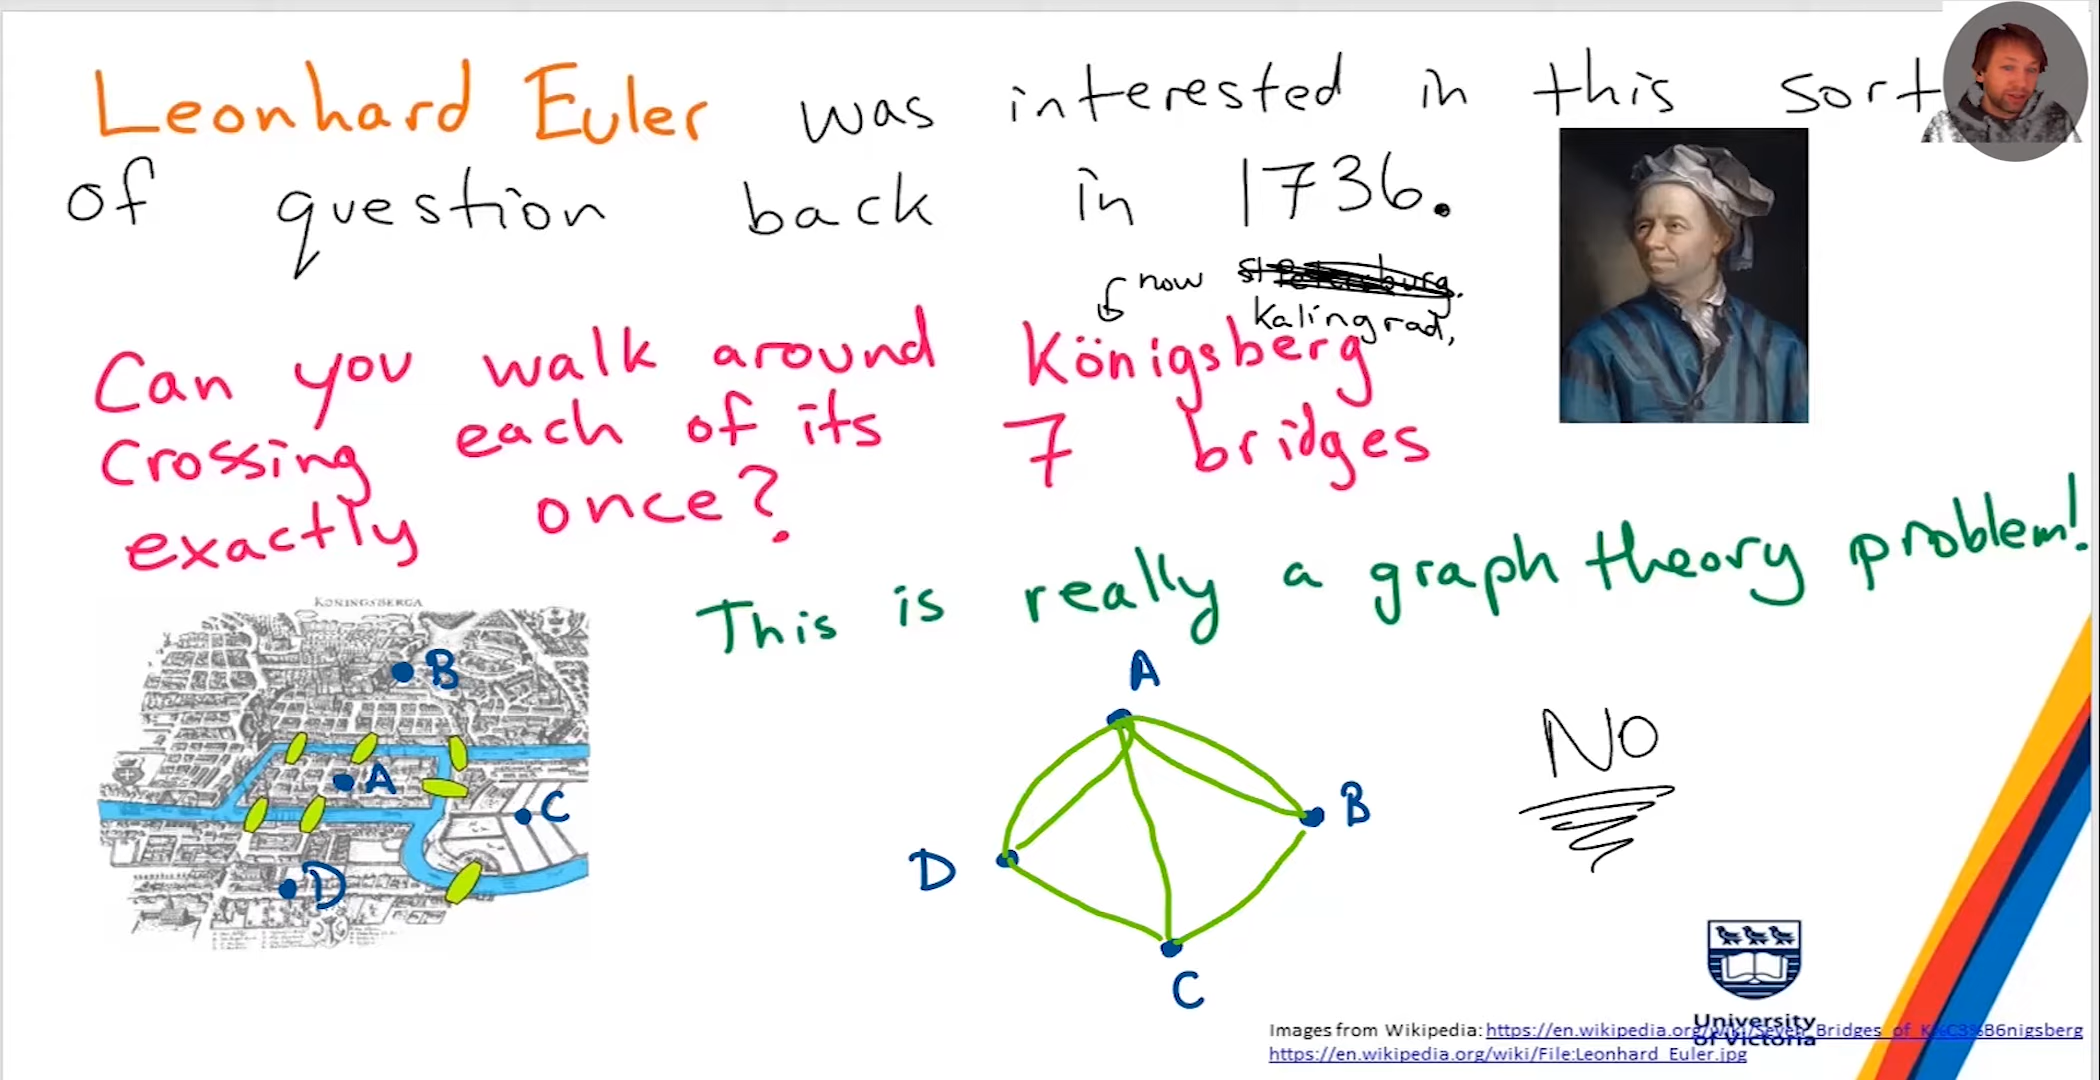 Leonhard Euler was interested in this sort
of question back in 1736.
now St Petersburg.
Kalingrad,
Can you walk around Königsberg
crossing each of its 7 bridges
exactly once?
This is really a graph theory problem!
KONINGSBERGA
B
A
C
D
A
B
D
C
NO
University
of Victoria
Images from Wikipedia: https://en.wikipedia.org/wiki/Seven_Bridges_of_K%C3%B6nigsberg
https://en.wikipedia.org/wiki/File:Leonhard_Euler.jpg